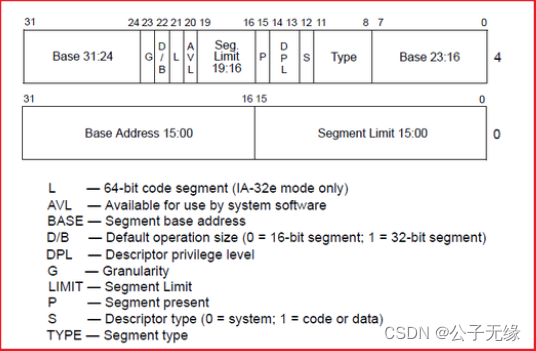 31 24 23 22 21 20 19 16 15 14 13 12 11 8 7 0
Base 31:24 G D/B L AVL Seg. Limit 19:16 P DPL S Type Base 23:16 4
31 16 15 0
Base Address 15:00 Segment Limit 15:00 0
L — 64-bit code segment (IA-32e mode only)
AVL — Available for use by system software
BASE — Segment base address
D/B — Default operation size (0 = 16-bit segment; 1 = 32-bit segment)
DPL — Descriptor privilege level
G — Granularity
LIMIT — Segment Limit
P — Segment present
S — Descriptor type (0 = system; 1 = code or data)
TYPE — Segment type
CSDN @公子无缘